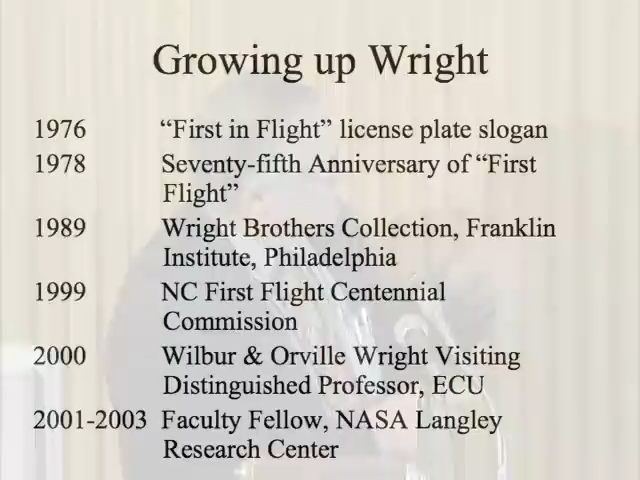 Growing up Wright
1976 “First in Flight” license plate slogan
1978 Seventy-fifth Anniversary of “First
Flight”
1989 Wright Brothers Collection, Franklin
Institute, Philadelphia
1999 NC First Flight Centennial
Commission
2000 Wilbur & Orville Wright Visiting
Distinguished Professor, ECU
2001-2003 Faculty Fellow, NASA Langley
Research Center